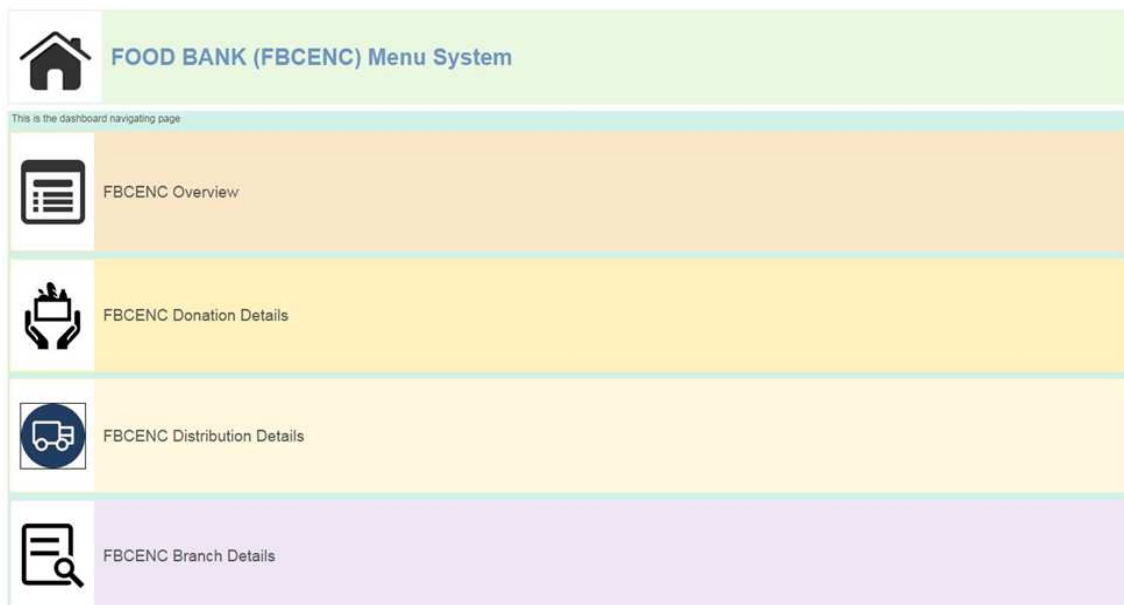 FOOD BANK (FBCENC) Menu System
This is the dashboard navigating page
FBCENC Overview
FBCENC Donation Details
FBCENC Distribution Details
FBCENC Branch Details